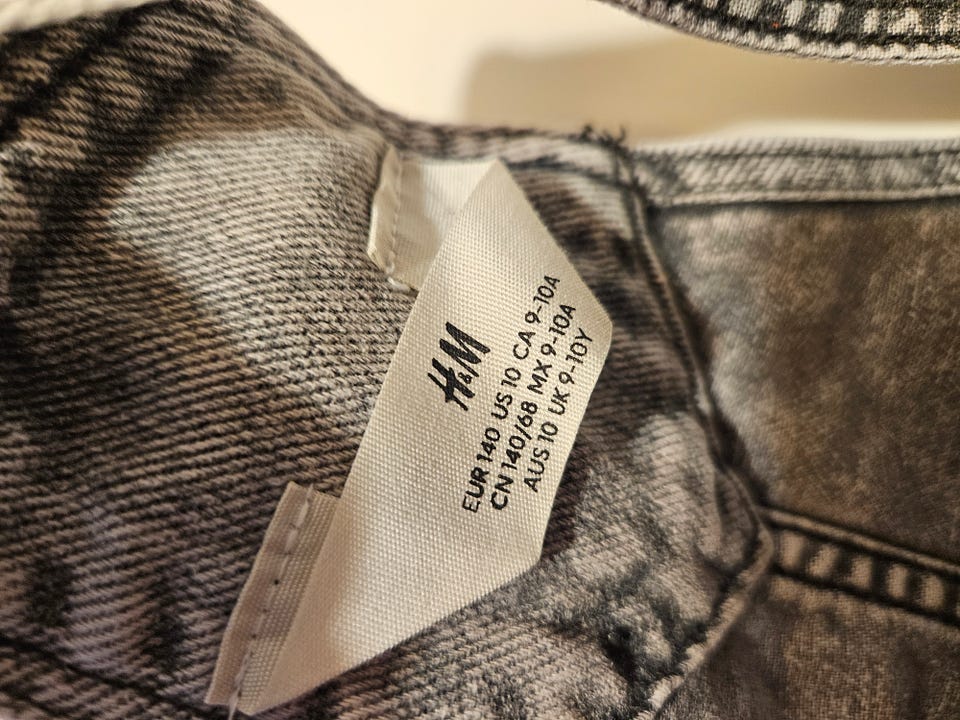 H&M
EUR 140 US 10 CA 9-10A
CN 140/68 MX 9-10A
AUS 10 UK 9-10Y